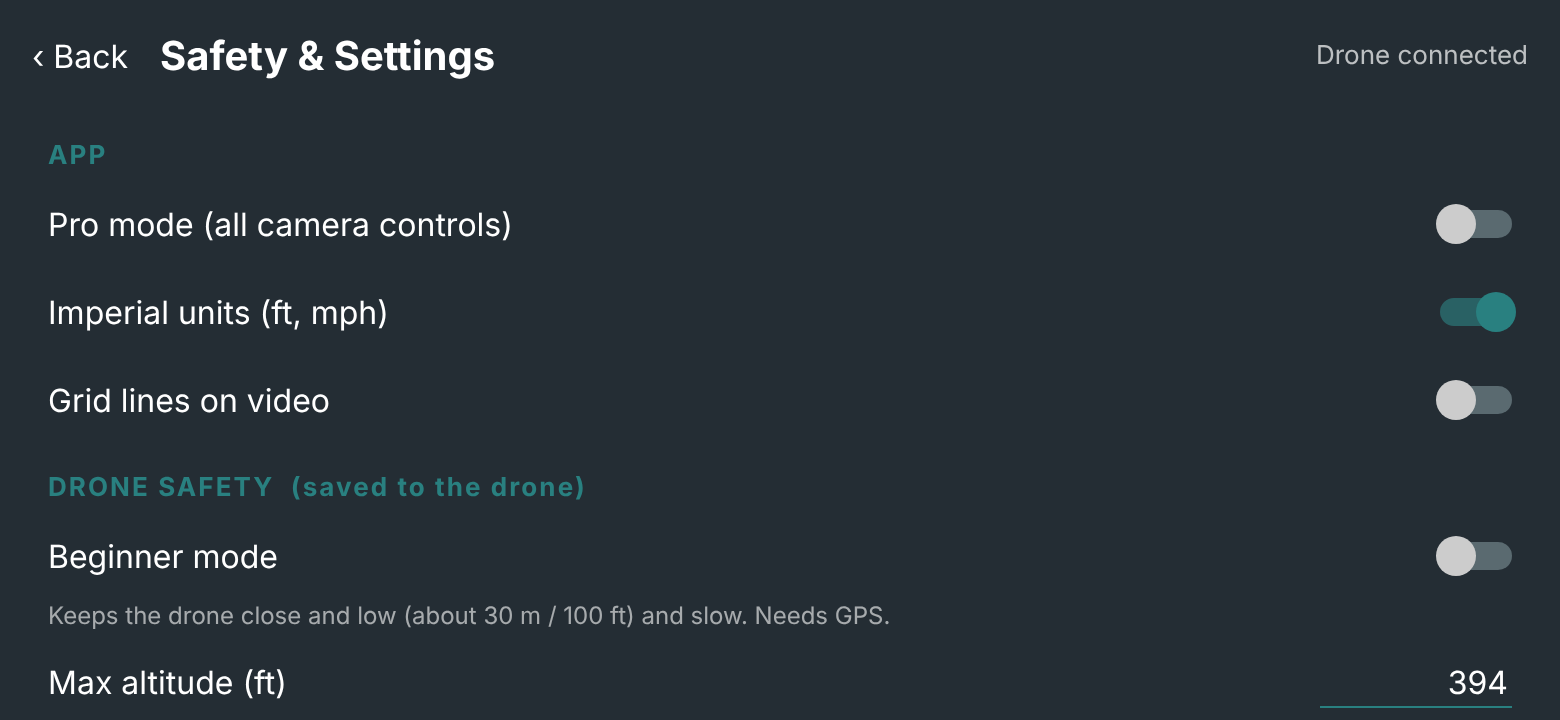 ‹ Back Safety & Settings Drone connected
APP
Pro mode (all camera controls)
Imperial units (ft, mph)
Grid lines on video
DRONE SAFETY (saved to the drone)
Beginner mode
Keeps the drone close and low (about 30 m / 100 ft) and slow. Needs GPS.
Max altitude (ft) 394